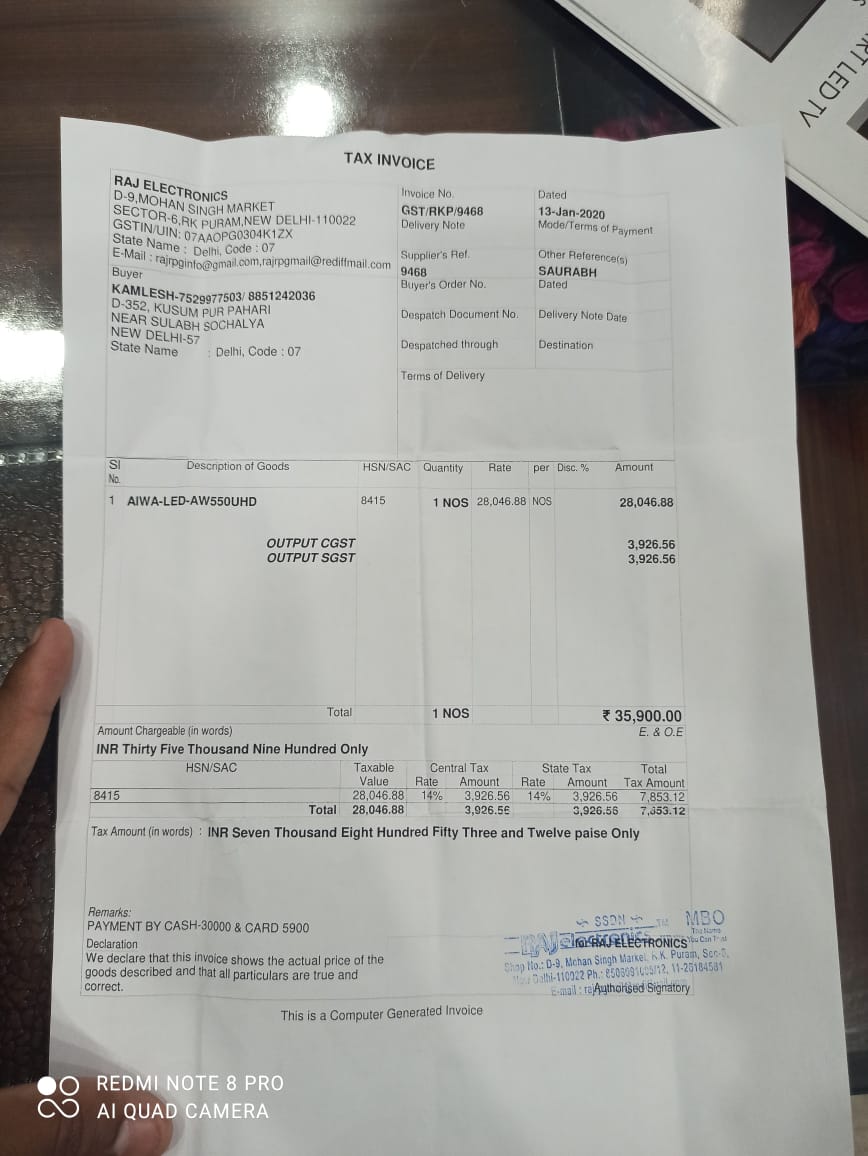 RT LED TV
TAX INVOICE
RAJ ELECTRONICS
D-9,MOHAN SINGH MARKET
SECTOR-6,RK PURAM,NEW DELHI-110022
GSTIN/UIN: 07AAOPG0304K1ZX
State Name : Delhi, Code : 07
E-Mail : rajrpginfo@gmail.com,rajrpgmail@rediffmail.com
Buyer
KAMLESH-7529977503/ 8851242036
D-352, KUSUM PUR PAHARI
NEAR SULABH SOCHALYA
NEW DELHI-57
State Name : Delhi, Code : 07
Invoice No. Dated
GST/RKP/9468 13-Jan-2020
Delivery Note Mode/Terms of Payment
Supplier's Ref. Other Reference(s)
9468 SAURABH
Buyer's Order No. Dated
Despatch Document No. Delivery Note Date
Despatched through Destination
Terms of Delivery
Sl No. Description of Goods HSN/SAC Quantity Rate per Disc. % Amount
1 AIWA-LED-AW550UHD 8415 1 NOS 28,046.88 NOS 28,046.88
OUTPUT CGST 3,926.56
OUTPUT SGST 3,926.56
Total 1 NOS ₹ 35,900.00
Amount Chargeable (in words) E. & O.E
INR Thirty Five Thousand Nine Hundred Only
HSN/SAC Taxable Central Tax State Tax Total
Value Rate Amount Rate Amount Tax Amount
8415 28,046.88 14% 3,926.56 14% 3,926.56 7,853.12
Total 28,046.88 3,926.56 3,926.56 7,853.12
Tax Amount (in words) : INR Seven Thousand Eight Hundred Fifty Three and Twelve paise Only
Remarks:
PAYMENT BY CASH-30000 & CARD 5900
Declaration
We declare that this invoice shows the actual price of the
goods described and that all particulars are true and
correct.
SSDN TM MBO
The Name
You Can Trust
RAJ electronics
for RAJ ELECTRONICS
Shop No.: D-9, Mohan Singh Market, R.K. Puram, Sec-6,
New Delhi-110022 Ph.: 11-26184581
E-mail :
Authorised Signatory
This is a Computer Generated Invoice
REDMI NOTE 8 PRO
AI QUAD CAMERA